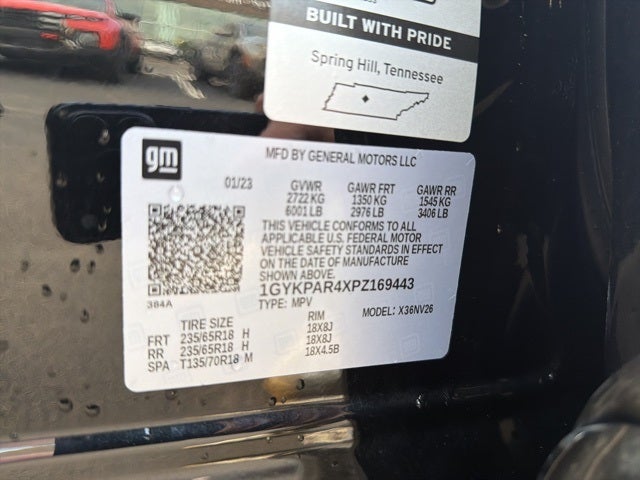 BUILT WITH PRIDE
Spring Hill, Tennessee
gm
MFD BY GENERAL MOTORS LLC
01/23 GVWR GAWR FRT GAWR RR
2722 KG 1350 KG 1545 KG
6001 LB 2976 LB 3406 LB
THIS VEHICLE CONFORMS TO ALL
APPLICABLE U.S. FEDERAL MOTOR
VEHICLE SAFETY STANDARDS IN EFFECT
ON THE DATE OF MANUFACTURE
SHOWN ABOVE.
1GYKPAR4XPZ169443
384A
TYPE: MPV MODEL: X36NV26
TIRE SIZE RIM
FRT 235/65R18 H 18X8J
RR 235/65R18 H 18X8J
SPA T135/70R18 M 18X4.5B